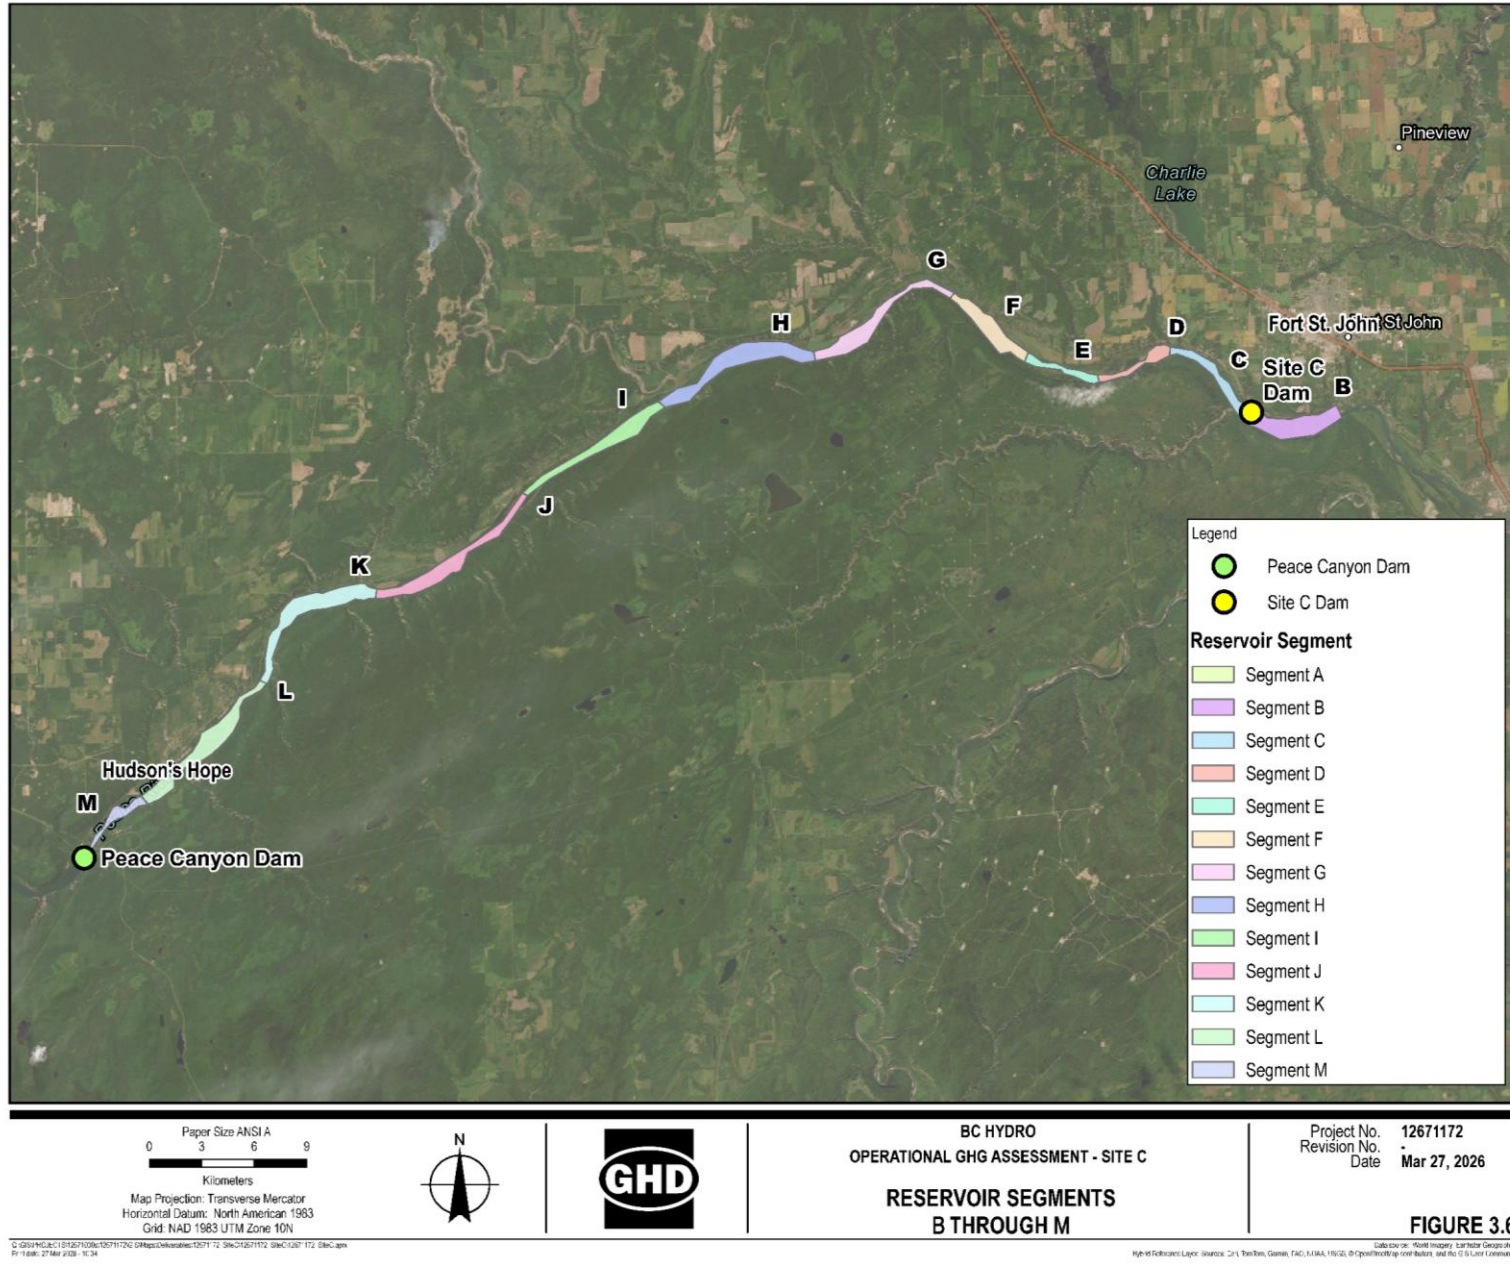 Pineview
Charlie
Lake
G
F
H
D
Fort St. John
St John
E
C
Site C
Dam
B
I
J
K
L
Hudson's Hope
M
Peace Canyon Dam
Legend
Peace Canyon Dam
Site C Dam
Reservoir Segment
Segment A
Segment B
Segment C
Segment D
Segment E
Segment F
Segment G
Segment H
Segment I
Segment J
Segment K
Segment L
Segment M
Paper Size ANSI A
0 3 6 9
Kilometers
Map Projection: Transverse Mercator
Horizontal Datum: North American 1983
Grid: NAD 1983 UTM Zone 10N
N
GHD
BC HYDRO
OPERATIONAL GHG ASSESSMENT - SITE C
RESERVOIR SEGMENTS
B THROUGH M
Project No. 12671172
Revision No. -
Date Mar 27, 2026
FIGURE 3.6